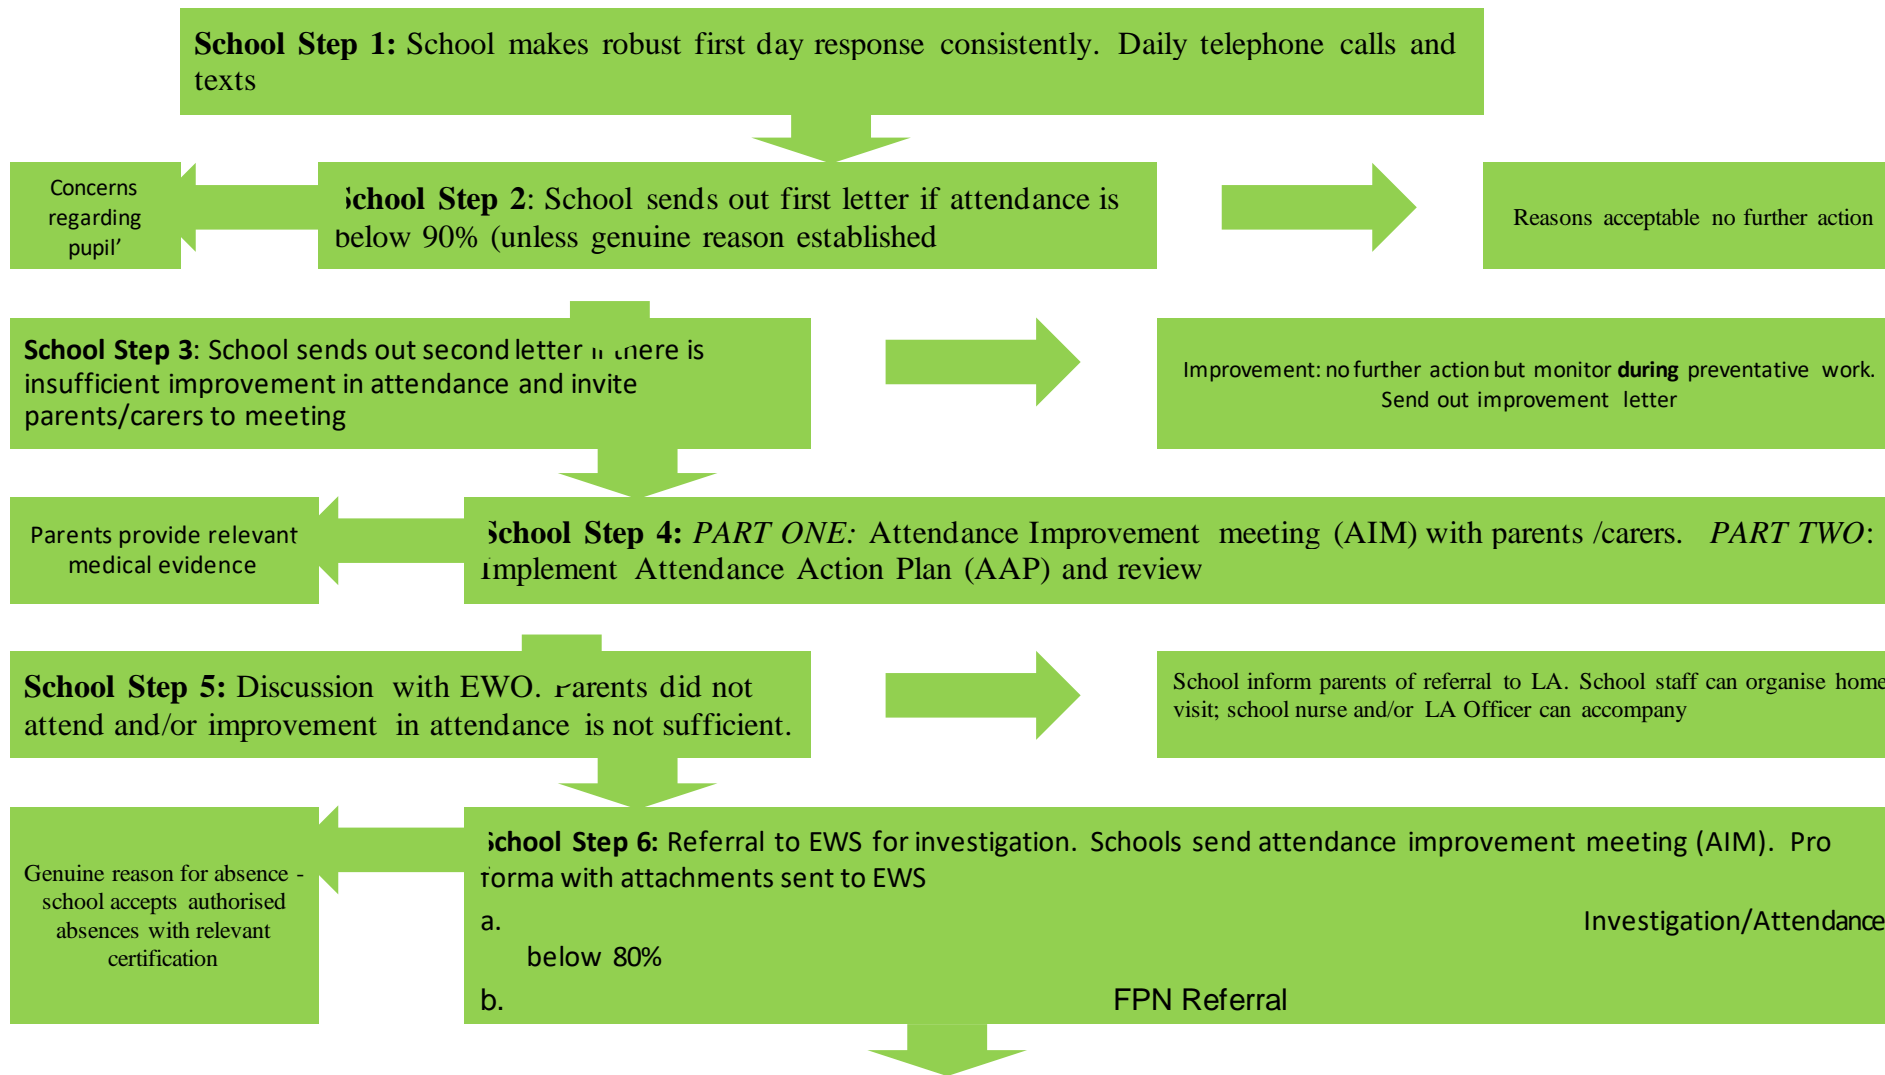 School Step 1: School makes robust first day response consistently. Daily telephone calls and
texts
Concerns
regarding
pupil’
School Step 2: School sends out first letter if attendance is
below 90% (unless genuine reason established
Reasons acceptable no further action
School Step 3: School sends out second letter if there is
insufficient improvement in attendance and invite
parents/carers to meeting
Improvement: no further action but monitor during preventative work.
Send out improvement letter
Parents provide relevant
medical evidence
School Step 4: PART ONE: Attendance Improvement meeting (AIM) with parents /carers. PART TWO:
Implement Attendance Action Plan (AAP) and review
School Step 5: Discussion with EWO. Parents did not
attend and/or improvement in attendance is not sufficient.
School inform parents of referral to LA. School staff can organise home
visit; school nurse and/or LA Officer can accompany
Genuine reason for absence -
school accepts authorised
absences with relevant
certification
School Step 6: Referral to EWS for investigation. Schools send attendance improvement meeting (AIM). Pro
forma with attachments sent to EWS
a. Investigation/Attendance
below 80%
b. FPN Referral